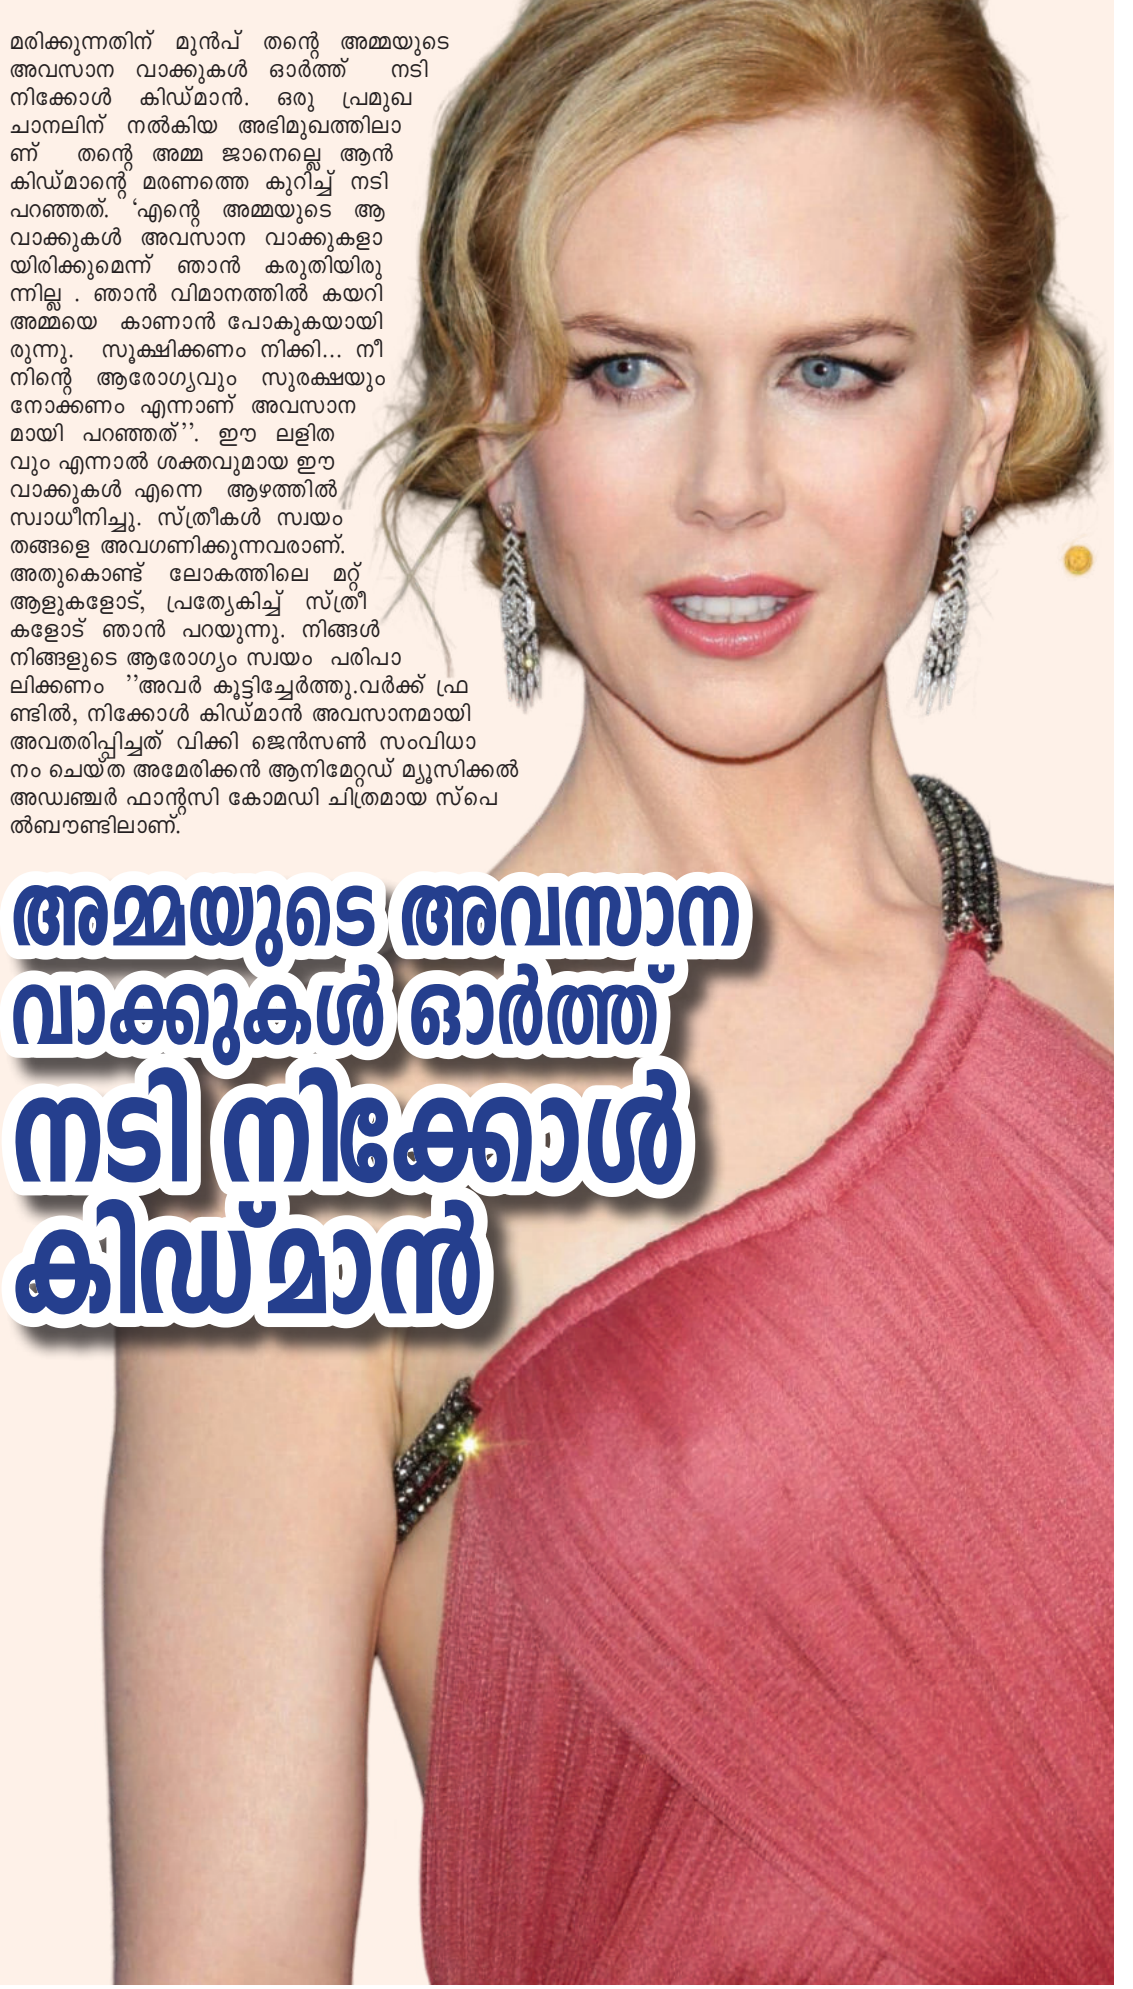 മരിക്കുന്നതിന് മുൻപ് തന്റെ അമ്മയുടെ
അവസാന വാക്കുകൾ ഓർത്ത് നടി
നിക്കോൾ കിഡ്മാൻ. ഒരു പ്രമുഖ
ചാനലിന് നൽകിയ അഭിമുഖത്തിലാ
ണ് തന്റെ അമ്മ ജാനെല്ലെ ആൻ
കിഡ്മാന്റെ മരണത്തെ കുറിച്ച് നടി
പറഞ്ഞത്. ‘എന്റെ അമ്മയുടെ ആ
വാക്കുകൾ അവസാന വാക്കുകളാ
യിരിക്കുമെന്ന് ഞാൻ കരുതിയിരു
ന്നില്ല . ഞാൻ വിമാനത്തിൽ കയറി
അമ്മയെ കാണാൻ പോകുകയായി
രുന്നു. സൂക്ഷിക്കണം നിക്കി... നീ
നിന്റെ ആരോഗ്യവും സുരക്ഷയും
നോക്കണം എന്നാണ് അവസാന
മായി പറഞ്ഞത്’’. ഈ ലളിത
വും എന്നാൽ ശക്തവുമായ ഈ
വാക്കുകൾ എന്നെ ആഴത്തിൽ
സ്വാധീനിച്ചു. സ്ത്രീകൾ സ്വയം
തങ്ങളെ അവഗണിക്കുന്നവരാണ്.
അതുകൊണ്ട് ലോകത്തിലെ മറ്റ്
ആളുകളോട്, പ്രത്യേകിച്ച് സ്ത്രീ
കളോട് ഞാൻ പറയുന്നു. നിങ്ങൾ
നിങ്ങളുടെ ആരോഗ്യം സ്വയം പരിപാ
ലിക്കണം ’’അവർ കൂട്ടിച്ചേർത്തു.വർക്ക് ഫ്ര
ണ്ടിൽ, നിക്കോൾ കിഡ്മാൻ അവസാനമായി
അവതരിപ്പിച്ചത് വിക്കി ജെൻസൺ സംവിധാ
നം ചെയ്ത അമേരിക്കൻ ആനിമേറ്റഡ് മ്യൂസിക്കൽ
അഡ്വഞ്ചർ ഫാന്റസി കോമഡി ചിത്രമായ സ്പെ
ൽബൗണ്ടിലാണ്.
അമ്മയുടെ അവസാന
വാക്കുകൾ ഓർത്ത്
നടി നിക്കോൾ
കിഡ്മാൻ